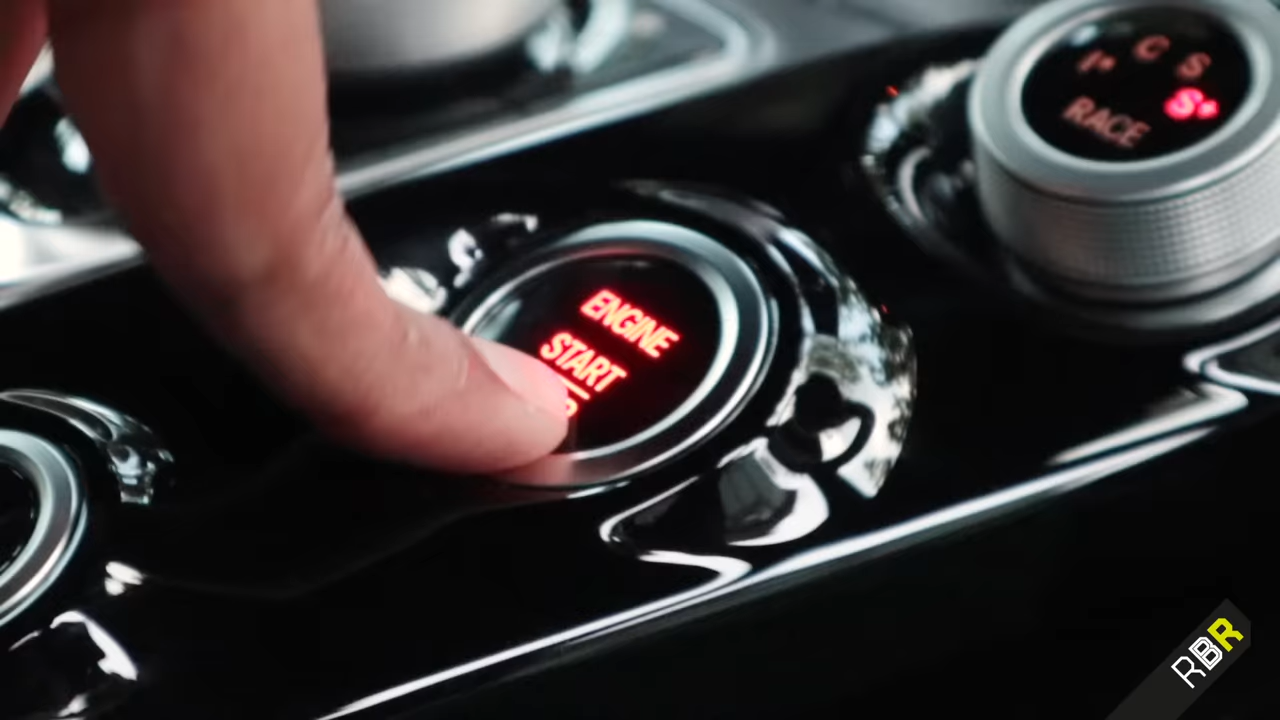 C
I+ S
S+
RACE
ENGINE
START
RBR